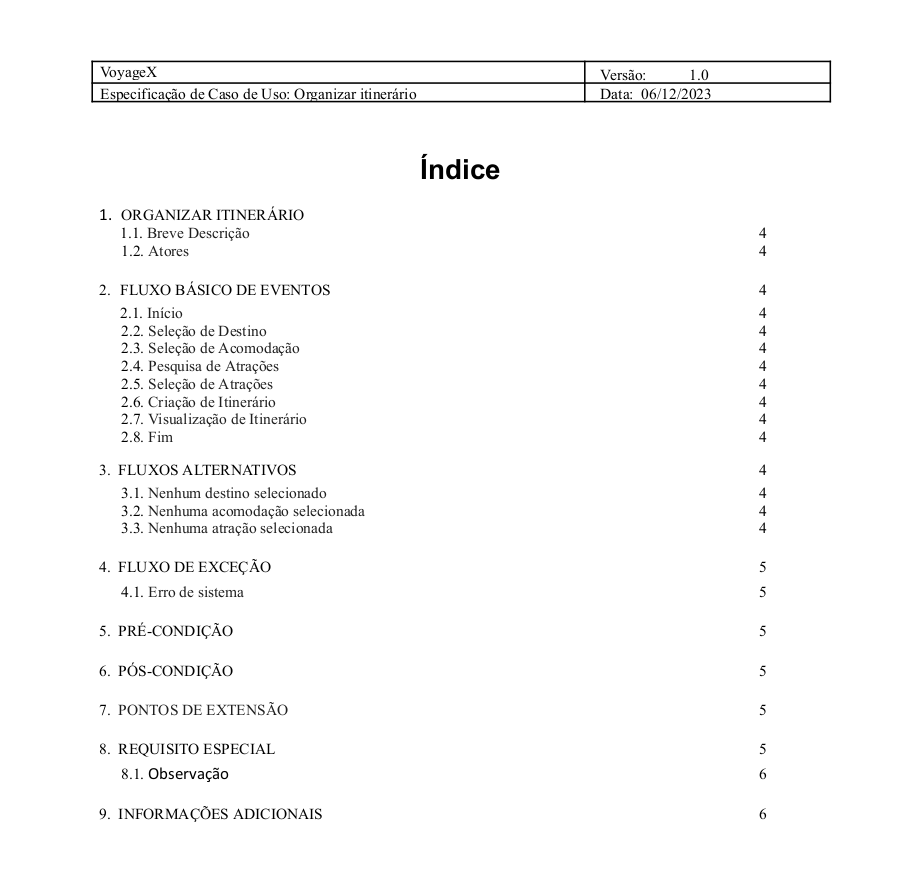 VoyageX Versão: 1.0
Especificação de Caso de Uso: Organizar itinerário Data: 06/12/2023
Índice
1. ORGANIZAR ITINERÁRIO
1.1. Breve Descrição 4
1.2. Atores 4
2. FLUXO BÁSICO DE EVENTOS 4
2.1. Início 4
2.2. Seleção de Destino 4
2.3. Seleção de Acomodação 4
2.4. Pesquisa de Atrações 4
2.5. Seleção de Atrações 4
2.6. Criação de Itinerário 4
2.7. Visualização de Itinerário 4
2.8. Fim 4
3. FLUXOS ALTERNATIVOS 4
3.1. Nenhum destino selecionado 4
3.2. Nenhuma acomodação selecionada 4
3.3. Nenhuma atração selecionada 4
4. FLUXO DE EXCEÇÃO 5
4.1. Erro de sistema 5
5. PRÉ-CONDIÇÃO 5
6. PÓS-CONDIÇÃO 5
7. PONTOS DE EXTENSÃO 5
8. REQUISITO ESPECIAL 5
8.1. Observação 6
9. INFORMAÇÕES ADICIONAIS 6